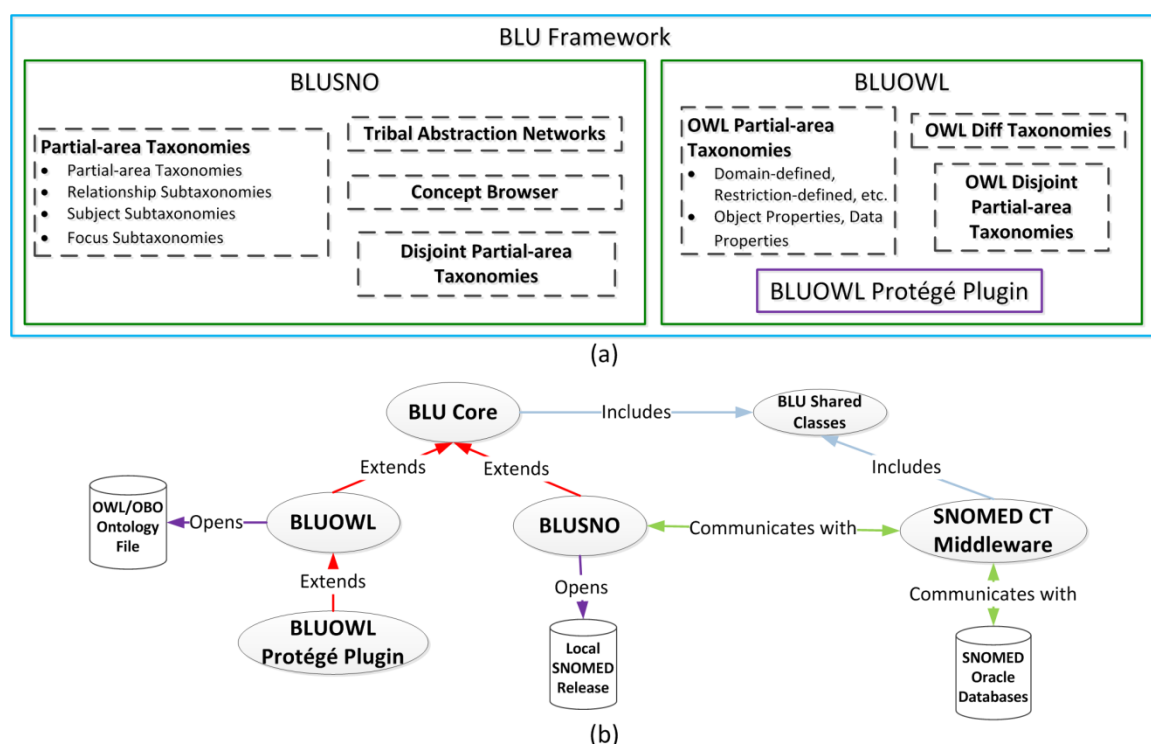 BLU Framework
BLUSNO
Partial-area Taxonomies
• Partial-area Taxonomies
• Relationship Subtaxonomies
• Subject Subtaxonomies
• Focus Subtaxonomies
Tribal Abstraction Networks
Concept Browser
Disjoint Partial-area
Taxonomies
BLUOWL
OWL Partial-area
Taxonomies
• Domain-defined,
Restriction-defined, etc.
• Object Properties, Data
Properties
OWL Diff Taxonomies
OWL Disjoint
Partial-area
Taxonomies
BLUOWL Protégé Plugin
(a)
BLU Core
Includes
BLU Shared
Classes
Extends
Extends
Includes
OWL/OBO
Ontology
File
Opens
BLUOWL
BLUSNO
Communicates with
SNOMED CT
Middleware
Extends
Opens
Communicates with
BLUOWL
Protégé Plugin
Local
SNOMED
Release
SNOMED
Oracle
Databases
(b)